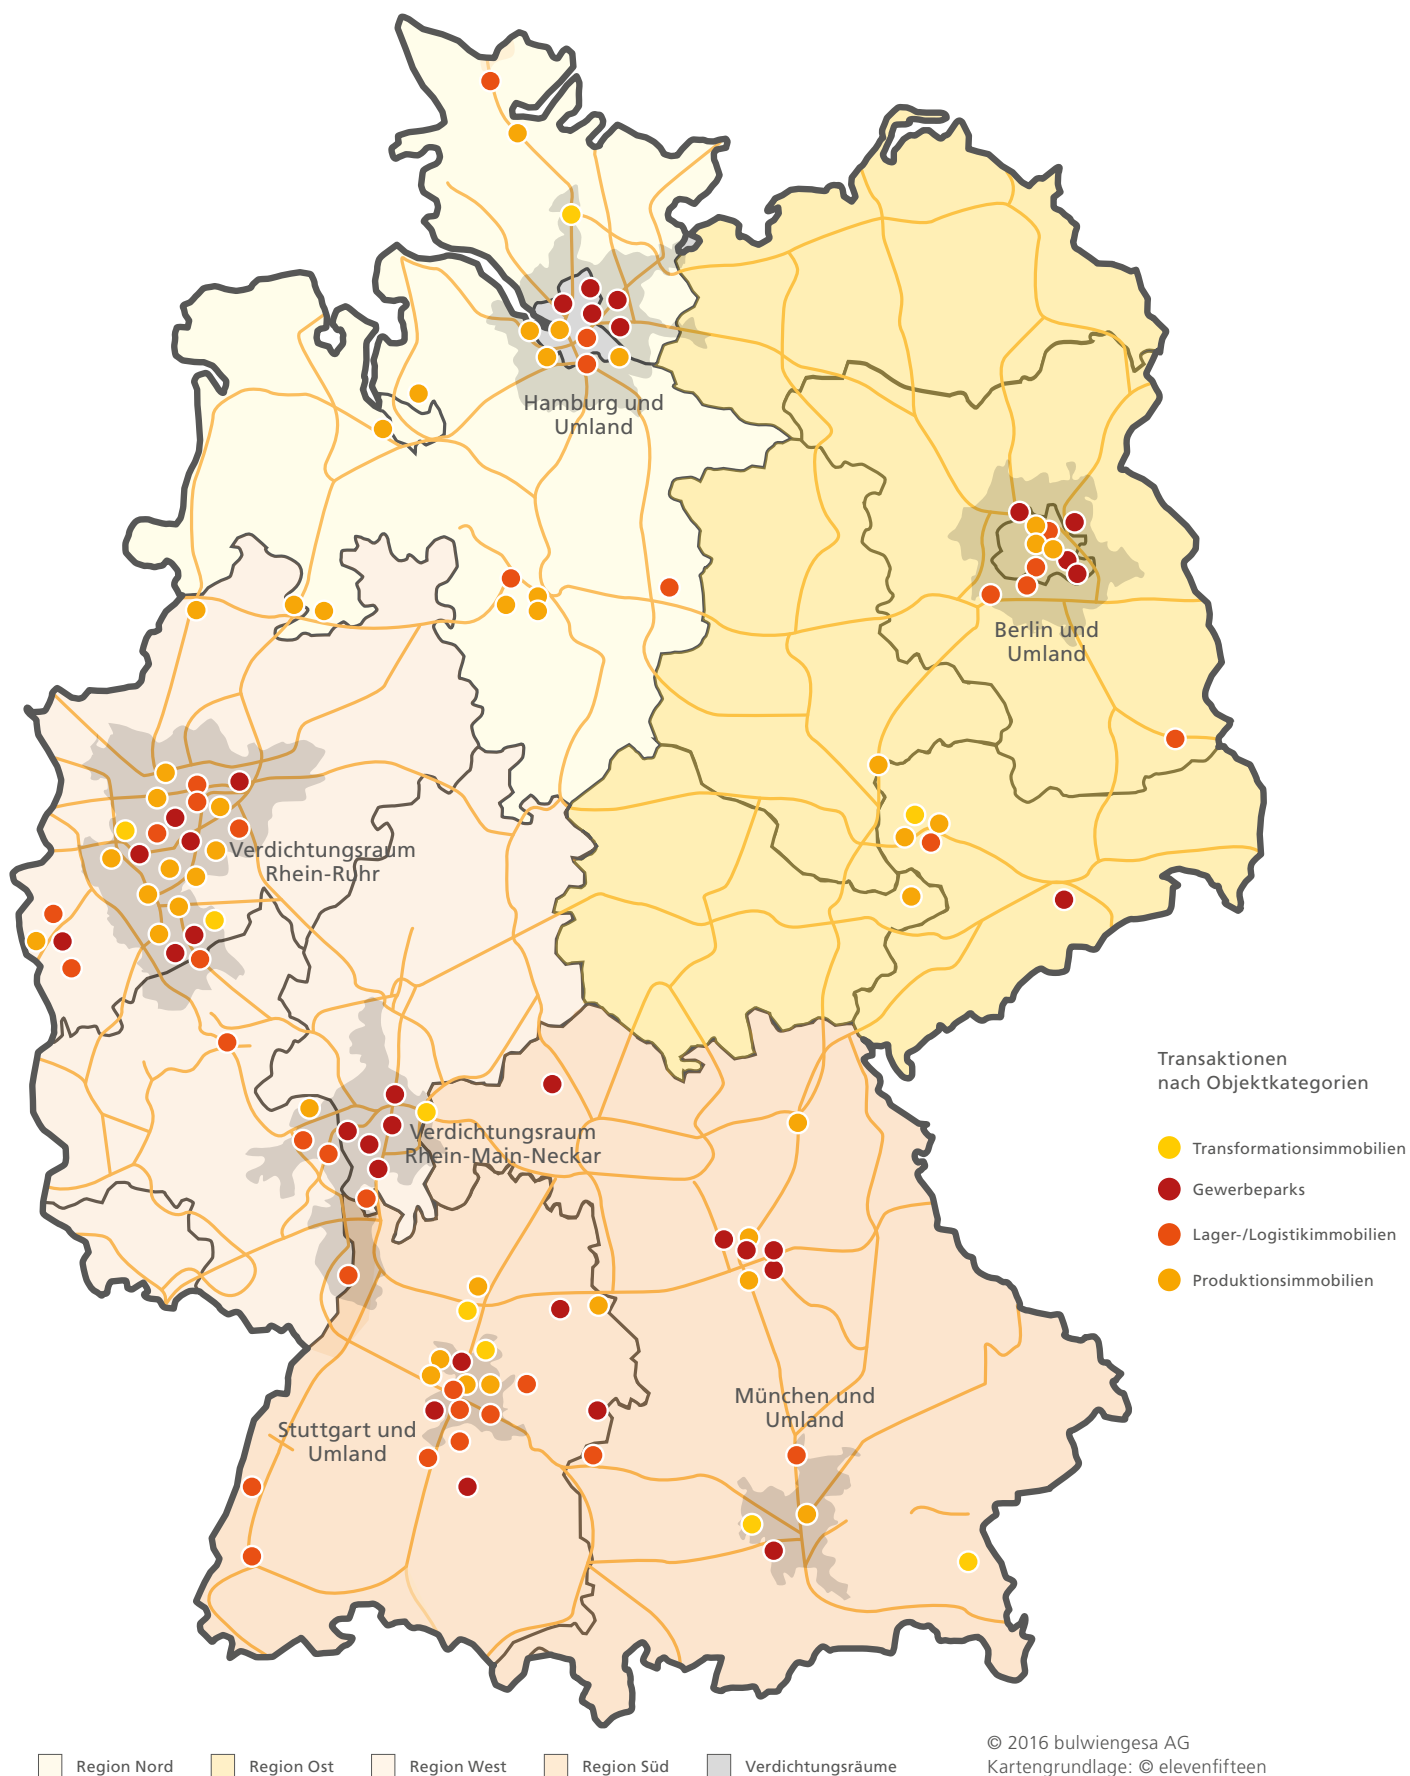 Hamburg und
Umland
Berlin und
Umland
Verdichtungsraum
Rhein-Ruhr
Transaktionen
nach Objektkategorien
Verdichtungsraum
Rhein-Main-Neckar
Transformationsimmobilien
Gewerbeparks
Lager-/Logistikimmobilien
Produktionsimmobilien
München und
Umland
Stuttgart und
Umland
© 2016 bulwiengesa AG
Kartengrundlage: © elevenfifteen
Region Nord
Region Ost
Region West
Region Süd
Verdichtungsräume